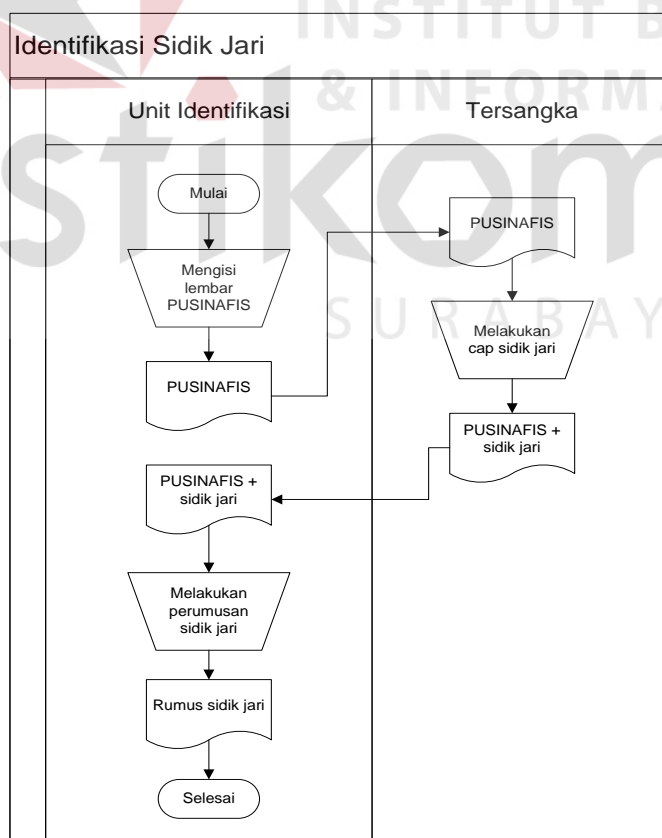 INSTITUT B
& INFORMA
stikom
SURABAY
Identifikasi Sidik Jari
Unit Identifikasi
Tersangka
Mulai
Mengisi
lembar
PUSINAFIS
PUSINAFIS
PUSINAFIS
Melakukan
cap sidik jari
PUSINAFIS +
sidik jari
PUSINAFIS +
sidik jari
Melakukan
perumusan
sidik jari
Rumus sidik jari
Selesai